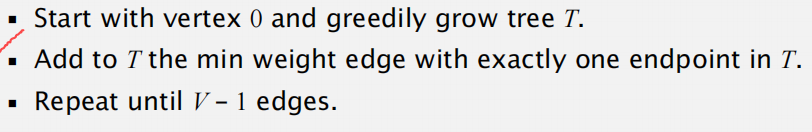 ▪ Start with vertex 0 and greedily grow tree T.
▪ Add to T the min weight edge with exactly one endpoint in T.
▪ Repeat until V – 1 edges.